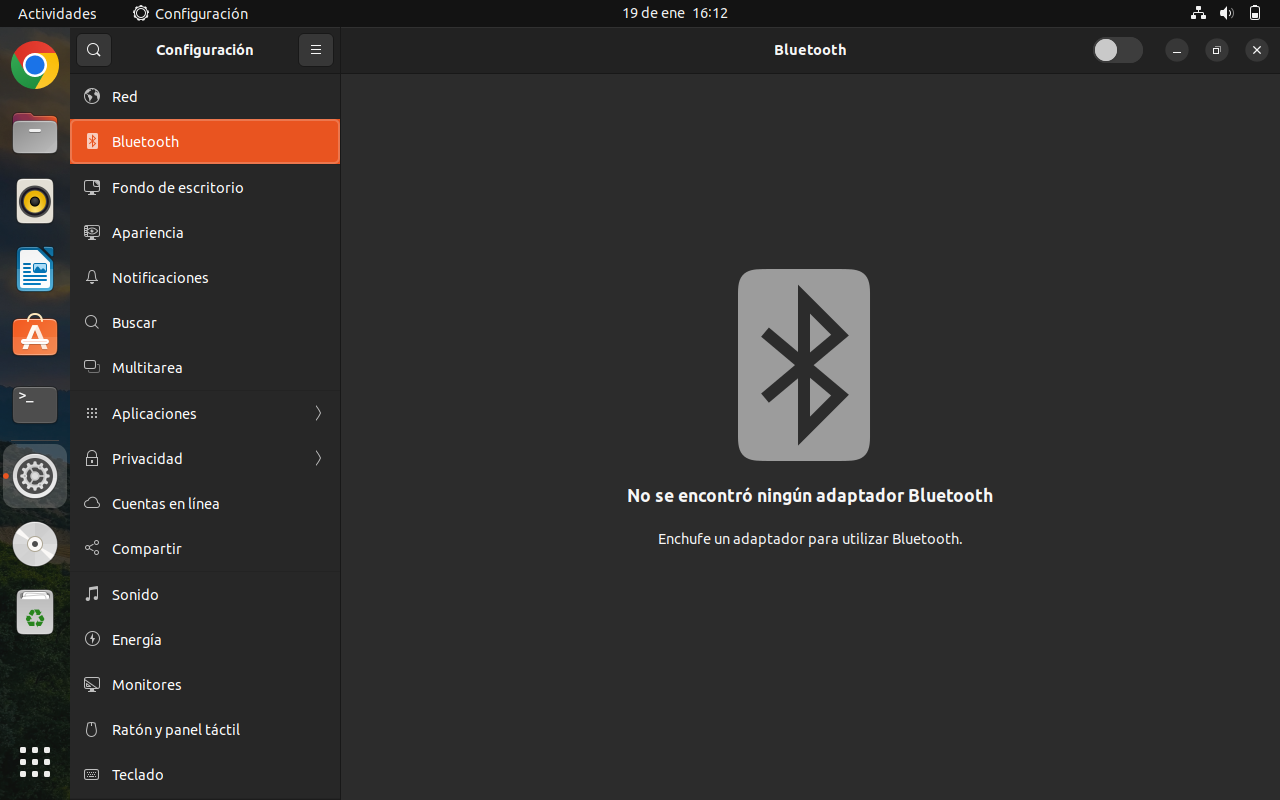 Actividades
Configuración
19 de ene 16:12
Configuración
Bluetooth
Red
Bluetooth
Fondo de escritorio
Apariencia
Notificaciones
Buscar
Multitarea
Aplicaciones
Privacidad
Cuentas en línea
Compartir
Sonido
Energía
Monitores
Ratón y panel táctil
Teclado
No se encontró ningún adaptador Bluetooth
Enchufe un adaptador para utilizar Bluetooth.